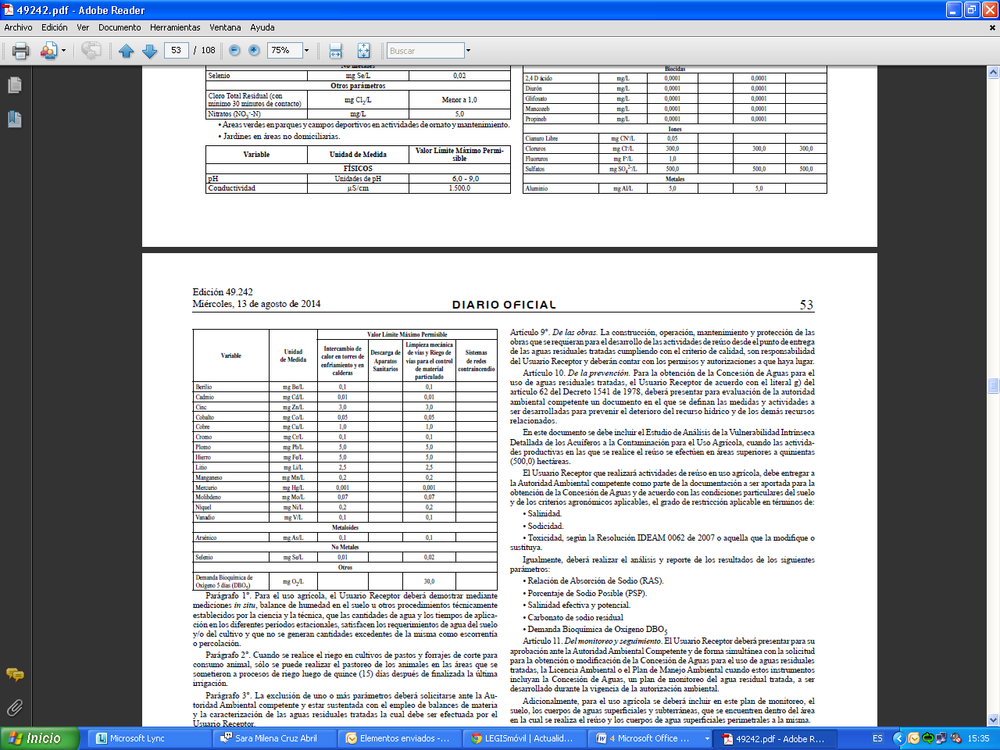 49242.pdf - Adobe Reader
Archivo Edición Ver Documento Herramientas Ventana Ayuda
53 / 108 75% Buscar
No metales
Selenio mg Se/L 0,02
Otros parámetros
Cloro Total Residual (con
mínimo 30 minutos de contacto) mg Cl2/L Menor a 1,0
Nitratos (NO3--N) mg/L 5,0
• Áreas verdes en parques y campos deportivos en actividades de ornato y mantenimiento.
• Jardines en áreas no domiciliarias.
Variable Unidad de Medida Valor Límite Máximo Permi-
sible
FÍSICOS
pH Unidades de pH 6,0 - 9,0
Conductividad µS/cm 1.500,0
Biocidas
2,4 D ácido mg/L 0,0001 0,0001
Diurón mg/L 0,0001 0,0001
Glifosato mg/L 0,0001 0,0001
Mancozeb mg/L 0,0001 0,0001
Propineb mg/L 0,0001 0,0001
Iones
Cianuro Libre mg CN-/L 0,05
Cloruros mg Cl-/L 300,0 300,0 300,0
Fluoruros mg F-/L 1,0
Sulfatos mg SO4 2-/L 500,0 500,0 500,0
Metales
Aluminio mg Al/L 5,0 5,0
Edición 49.242
Miércoles, 13 de agosto de 2014 DIARIO OFICIAL 53
Variable Unidad
de Medida Valor Límite Máximo Permisible
Intercambio de
calor en torres de
enfriamiento y en
calderas Descarga de
Aparatos
Sanitarios Limpieza mecánica
de vías y Riego de
vías para el control
de material
particulado Sistemas
de redes
contraincendio
Berilio mg Be/L 0,1 0,1
Cadmio mg Cd/L 0,01 0,01
Cinc mg Zn/L 3,0 3,0
Cobalto mg Co/L 0,05 0,05
Cobre mg Cu/L 1,0 1,0
Cromo mg Cr/L 0,1 0,1
Plomo mg Pb/L 5,0 5,0
Hierro mg Fe/L 5,0 5,0
Litio mg Li/L 2,5 2,5
Manganeso mg Mn/L 0,2 0,2
Mercurio mg Hg/L 0,001 0,001
Molibdeno mg Mo/L 0,07 0,07
Níquel mg Ni/L 0,2 0,2
Vanadio mg V/L 0,1 0,1
Metaloides
Arsénico mg As/L 0,1 0,1
No Metales
Selenio mg Se/L 0,01 0,02
Otros
Demanda Bioquímica de
Oxígeno 5 días (DBO5) mg O2/L 30,0
Parágrafo 1°. Para el uso agrícola, el Usuario Receptor deberá demostrar mediante
mediciones in situ, balance de humedad en el suelo u otros procedimientos técnicamente
establecidos por la ciencia y la técnica, que las cantidades de agua y los tiempos de aplica-
ción en los diferentes períodos estacionales, satisfacen los requerimientos de agua del suelo
y/o del cultivo y que no se generan cantidades excedentes de la misma como escorrentía
o percolación.
Parágrafo 2°. Cuando se realice el riego en cultivos de pastos y forrajes de corte para
consumo animal, sólo se puede realizar el pastoreo de los animales en las áreas que se
sometieron a procesos de riego luego de quince (15) días después de finalizada la última
irrigación.
Parágrafo 3°. La exclusión de uno o más parámetros deberá solicitarse ante la Au-
toridad Ambiental competente y estar sustentada con el empleo de balances de materia
y la caracterización de las aguas residuales tratadas la cual debe ser efectuada por el
Usuario Receptor.
Artículo 9°. De las obras. La construcción, operación, mantenimiento y protección de las
obras que se requieran para el desarrollo de las actividades de reúso desde el punto de entrega
de las aguas residuales tratadas cumpliendo con el criterio de calidad, son responsabilidad
del Usuario Receptor y deberán contar con los permisos y autorizaciones a que haya lugar.
Artículo 10. De la prevención. Para la obtención de la Concesión de Aguas para el
uso de aguas residuales tratadas, el Usuario Receptor de acuerdo con el literal g) del
artículo 62 del Decreto 1541 de 1978, deberá presentar para evaluación de la autoridad
ambiental competente un documento en el que se definan las medidas y actividades a
ser desarrolladas para prevenir el deterioro del recurso hídrico y de los demás recursos
relacionados.
En este documento se debe incluir el Estudio de Análisis de la Vulnerabilidad Intrínseca
Detallada de los Acuíferos a la Contaminación para el Uso Agrícola, cuando las activida-
des productivas en las que se realice el reúso se efectúen en áreas superiores a quinientas
(500,0) hectáreas.
El Usuario Receptor que realizará actividades de reúso en uso agrícola, debe entregar a
la Autoridad Ambiental competente como parte de la documentación a ser aportada para la
obtención de la Concesión de Aguas y de acuerdo con las condiciones particulares del suelo
y de los criterios agronómicos aplicables, el grado de restricción aplicable en términos de:
• Salinidad.
• Sodicidad.
• Toxicidad, según la Resolución IDEAM 0062 de 2007 o aquella que la modifique o
sustituya.
Igualmente, deberá realizar el análisis y reporte de los resultados de los siguientes
parámetros:
• Relación de Absorción de Sodio (RAS).
• Porcentaje de Sodio Posible (PSP).
• Salinidad efectiva y potencial.
• Carbonato de sodio residual
• Demanda Bioquímica de Oxígeno DBO5
Artículo 11. Del monitoreo y seguimiento. El Usuario Receptor deberá presentar para su
aprobación ante la Autoridad Ambiental Competente y de forma simultánea con la solicitud
para la obtención o modificación de la Concesión de Aguas para el uso de aguas residuales
tratadas, la Licencia Ambiental o el Plan de Manejo Ambiental cuando estos instrumentos
incluyan la Concesión de Aguas, un plan de monitoreo del agua residual tratada, a ser
desarrollado durante la vigencia de la autorización ambiental.
Adicionalmente, para el uso agrícola se deberá incluir en este plan de monitoreo, el
suelo, los cuerpos de aguas superficiales y subterráneas, que se encuentren dentro del área
en la cual se realiza el reúso y los cuerpos de agua superficiales perimetrales a la misma.
Inicio Microsoft Lync Sara Milena Cruz Abril Elementos enviados -... LEGISmóvil | Actualid... 4 Microsoft Office ... 49242.pdf - Adobe R... ES 15:35